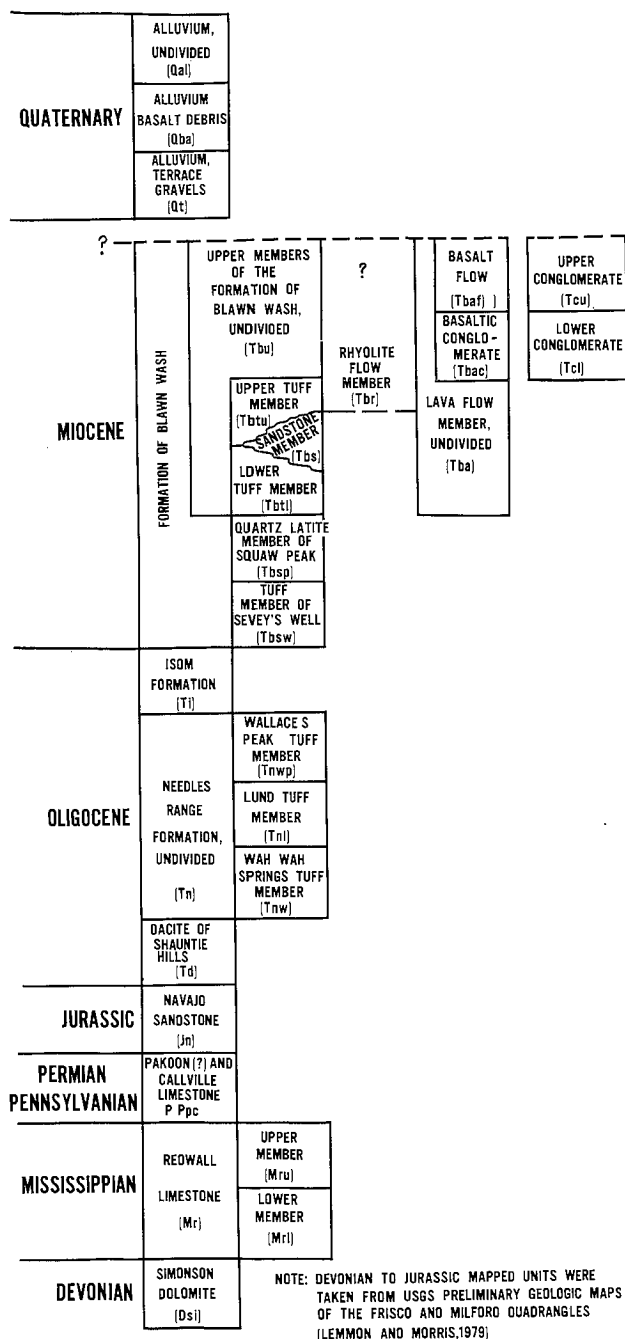 QUATERNARY
ALLUVIUM,
UNDIVIDED
(Qal)
ALLUVIUM
BASALT DEBRIS
(Qba)
ALLUVIUM,
TERRACE
GRAVELS
(Qt)
?
MIOCENE
FORMATION OF BLAWN WASH
UPPER MEMBERS
OF THE
FORMATION OF
BLAWN WASH,
UNDIVIDED
(Tbu)
UPPER TUFF
MEMBER
(Tbtu)
SANDSTONE
MEMBER
(Tbs)
LOWER
TUFF MEMBER
(Tbtl)
QUARTZ LATITE
MEMBER OF
SQUAW PEAK
(Tbsp)
TUFF
MEMBER OF
SEVEY'S WELL
(Tbsw)
?
RHYOLITE
FLOW
MEMBER
(Tbr)
BASALT
FLOW
(Tbaf) )
BASALTIC
CONGLO-
MERATE
(Tbac)
LAVA FLOW
MEMBER,
UNDIVIDED
(Tba)
UPPER
CONGLOMERATE
(Tcu)
LOWER
CONGLOMERATE
(Tcl)
OLIGOCENE
ISOM
FORMATION
(Ti)
NEEDLES
RANGE
FORMATION,
UNDIVIDED
(Tn)
WALLACE S
PEAK TUFF
MEMBER
(Tnwp)
LUND TUFF
MEMBER
(Tnl)
WAH WAH
SPRINGS TUFF
MEMBER
(Tnw)
DACITE OF
SHAUNTIE
HILLS
(Td)
JURASSIC
NAVAJO
SANDSTONE
(Jn)
PERMIAN
PENNSYLVANIAN
PAKOON (?) AND
CALLVILLE
LIMESTONE
P Ppc
MISSISSIPPIAN
REDWALL
LIMESTONE
(Mr)
UPPER
MEMBER
(Mru)
LOWER
MEMBER
(Mrl)
DEVONIAN
SIMONSON
DOLOMITE
(Dsi)
NOTE: DEVONIAN TO JURASSIC MAPPED UNITS WERE
TAKEN FROM USGS PRELIMINARY GEOLOGIC MAPS
OF THE FRISCO AND MILFORD QUADRANGLES
(LEMMON AND MORRIS,1979)